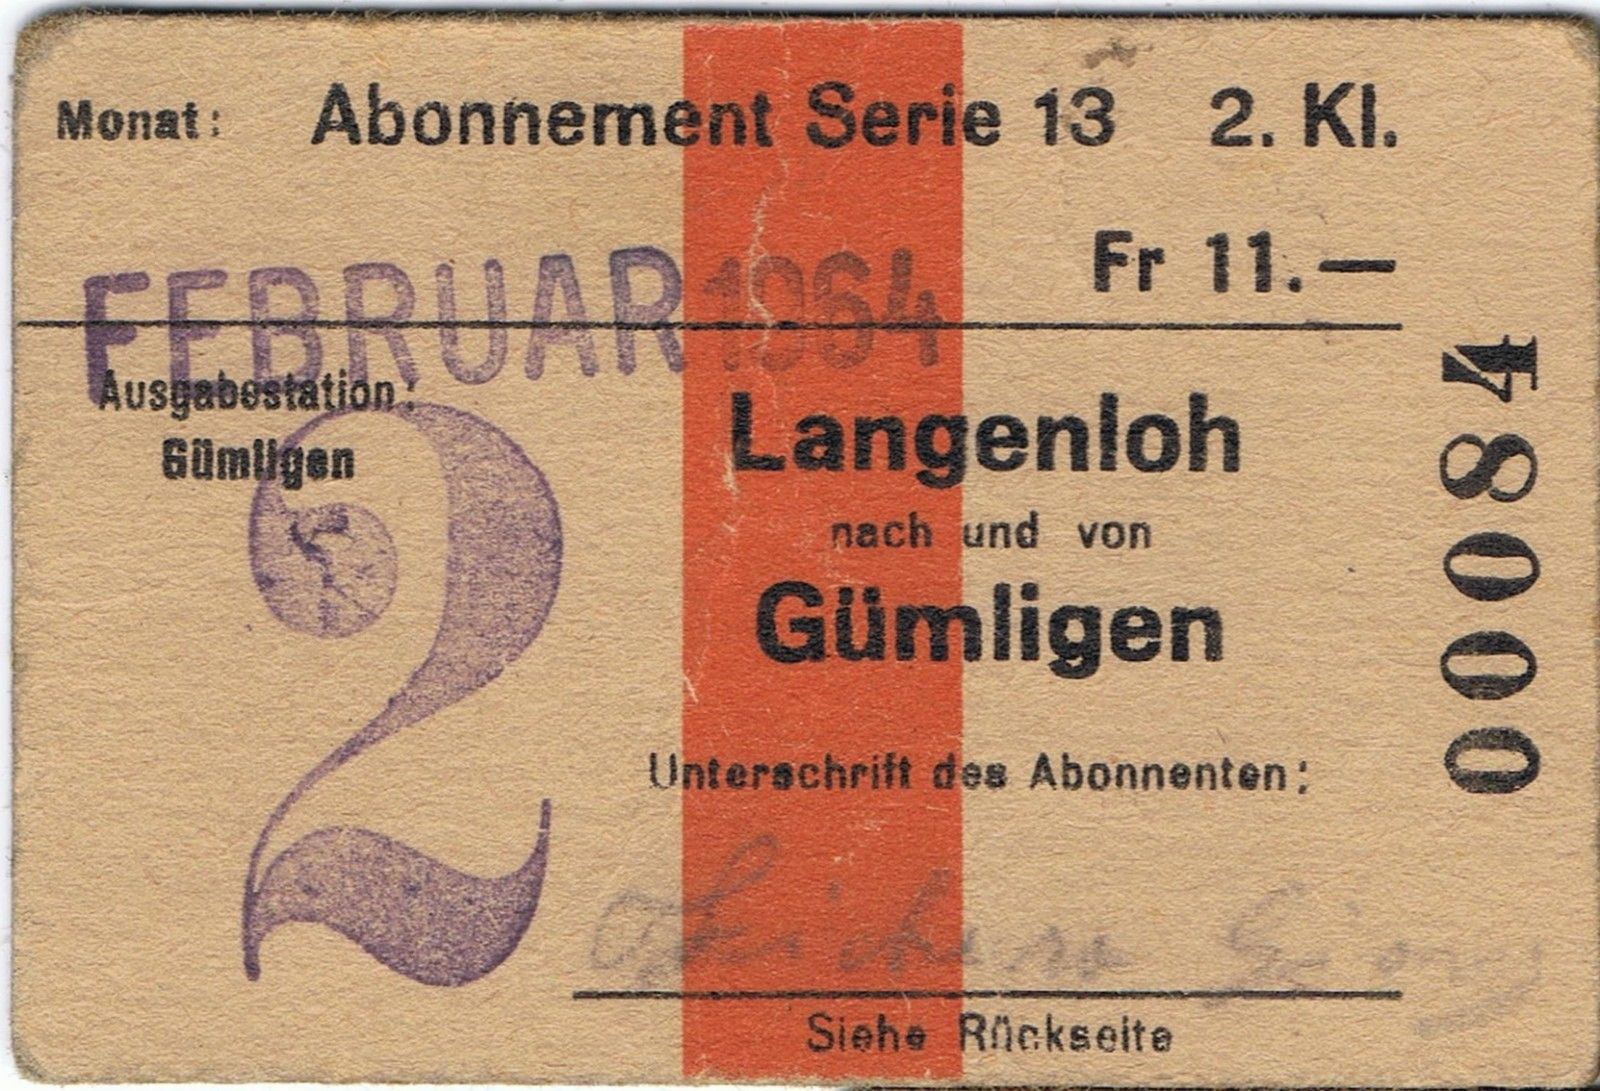 Monat: Abonnement Serie 13 2. Kl.
Fr 11.—
FEBRUAR 1964
Ausgabestation:
Gümligen
2
Langenloh
nach und von
Gümligen
Unterschrift des Abonnenten:
Siehe Rückseite
00084